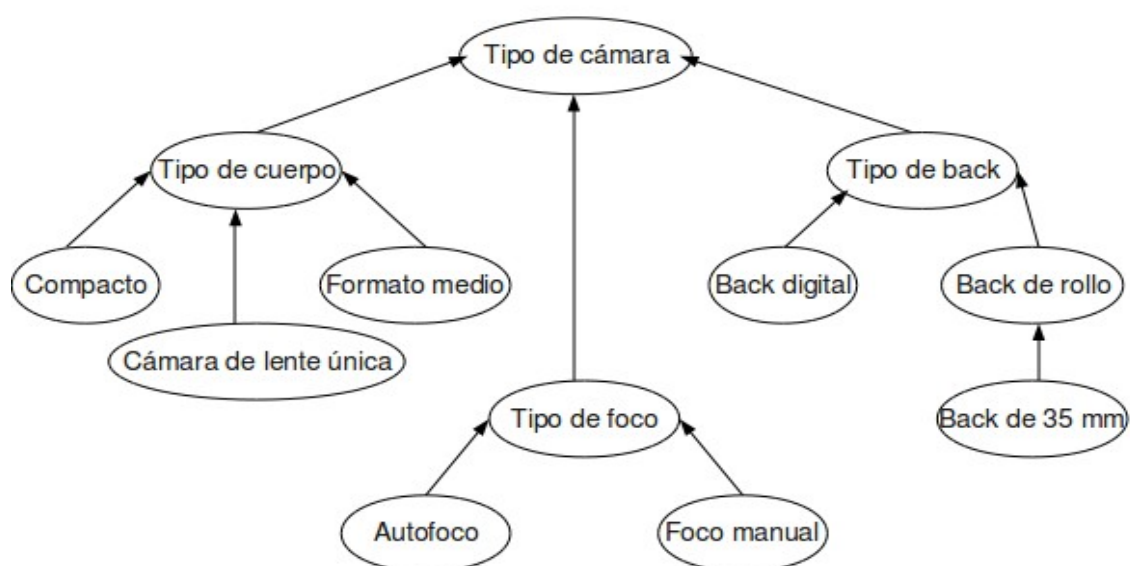 Tipo de cámara
Tipo de cuerpo
Tipo de back
Compacto
Formato medio
Back digital
Back de rollo
Cámara de lente única
Tipo de foco
Back de 35 mm
Autofoco
Foco manual